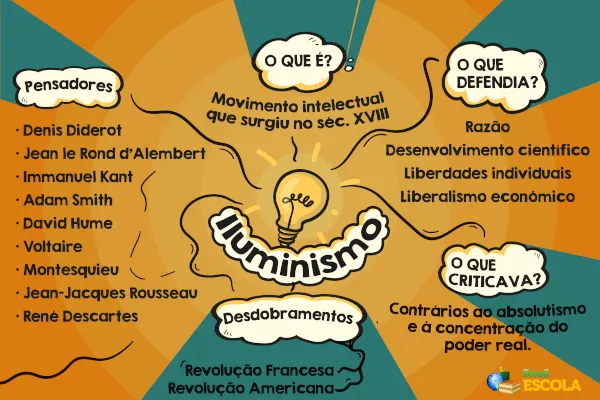 Pensadores
· Denis Diderot
· Jean le Rond d'Alembert
· Immanuel Kant
· Adam Smith
· David Hume
· Voltaire
· Montesquieu
· Jean-Jacques Rousseau
· René Descartes
O QUE É?
Movimento intelectual
que surgiu no séc. XVIII
O QUE
DEFENDIA?
Razão
Desenvolvimento científico
Liberdades individuais
Liberalismo econômico
Iluminismo
O QUE
CRITICAVA?
Contrários ao absolutismo
e à concentração do
poder real.
Desdobramentos
Revolução Francesa
Revolução Americana
Brasil
ESCOLA